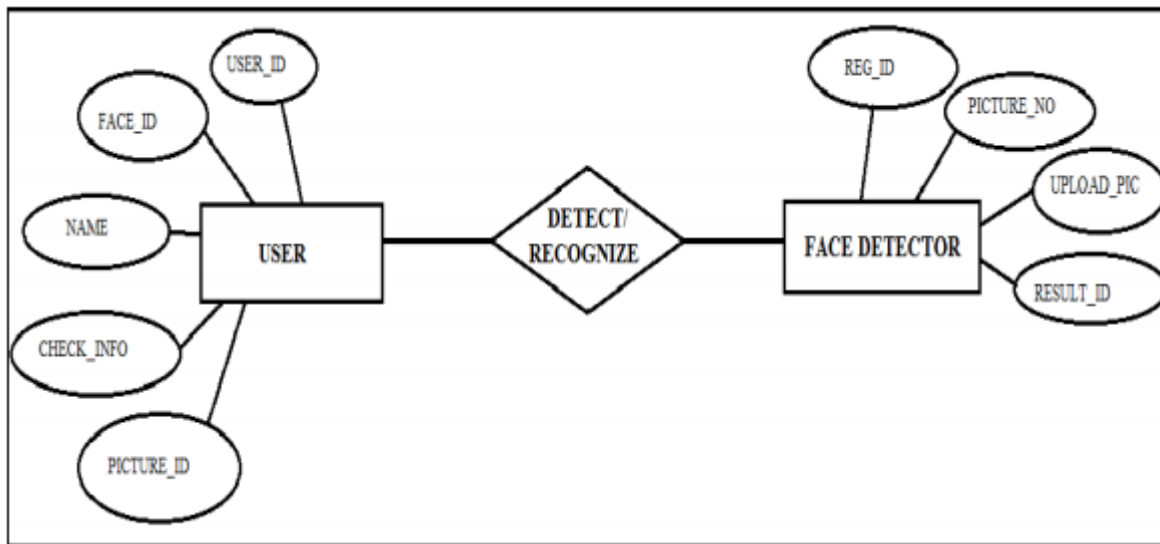 USER_ID
FACE_ID
NAME
USER
CHECK_INFO
PICTURE_ID
DETECT/
RECOGNIZE
REG_ID
PICTURE_NO
UPLOAD_PIC
FACE DETECTOR
RESULT_ID